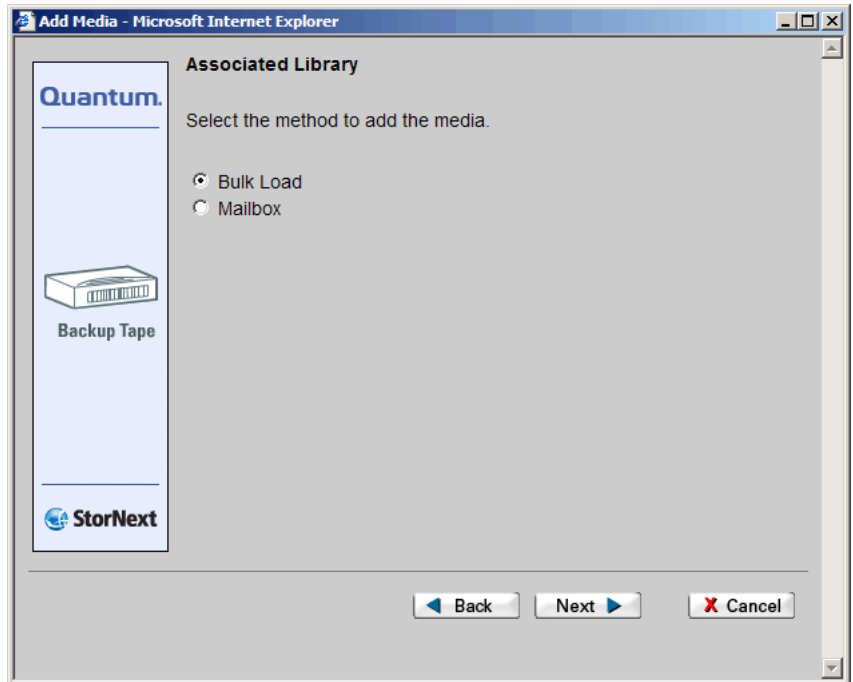 Add Media - Microsoft Internet Explorer
Associated Library
Quantum.
Select the method to add the media.
Bulk Load
Mailbox
Backup Tape
StorNext
Back
Next
X Cancel